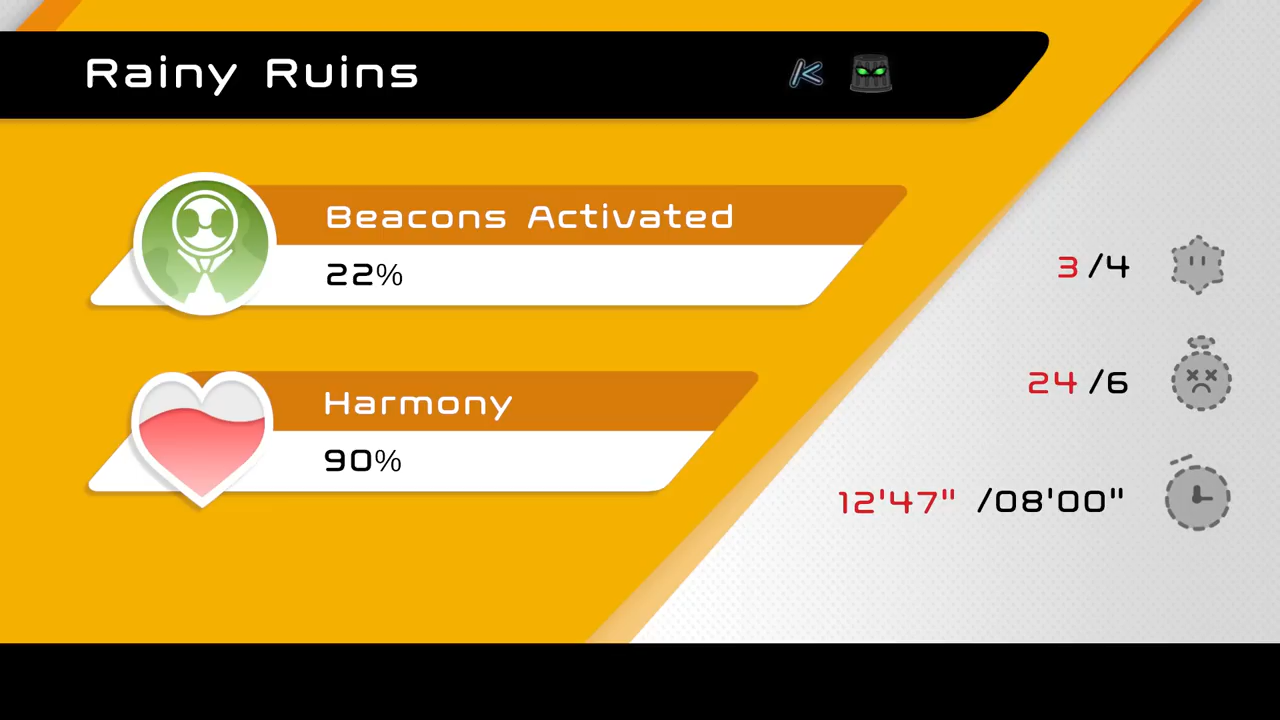 Rainy Ruins K
Beacons Activated
22%
Harmony
90%
3 /4
24 /6
12'47" /08'00"